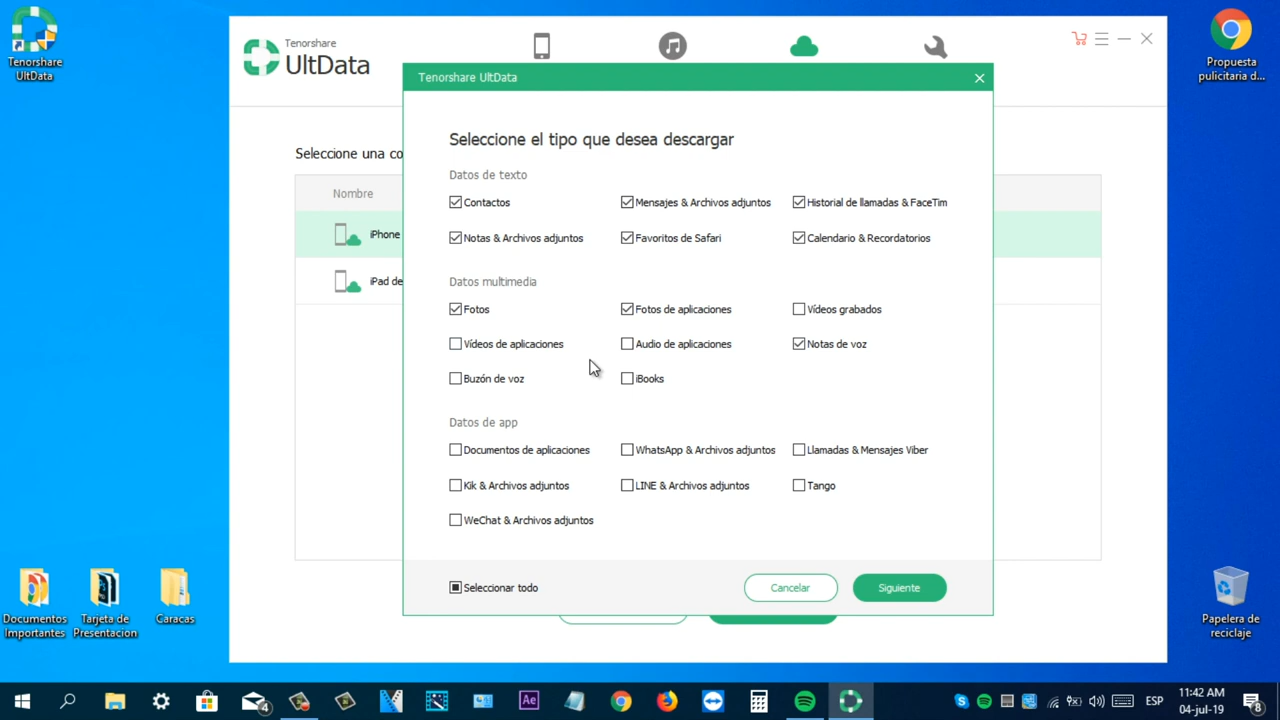 Tenorshare
UltData
Tenorshare
UltData
Propuesta
pulicitaria d...
Tenorshare UltData
Seleccione una co
Nombre
iPhone
iPad de
Seleccione el tipo que desea descargar
Datos de texto
Contactos
Mensajes & Archivos adjuntos
Historial de llamadas & FaceTim
Notas & Archivos adjuntos
Favoritos de Safari
Calendario & Recordatorios
Datos multimedia
Fotos
Fotos de aplicaciones
Vídeos grabados
Vídeos de aplicaciones
Audio de aplicaciones
Notas de voz
Buzón de voz
iBooks
Datos de app
Documentos de aplicaciones
WhatsApp & Archivos adjuntos
Llamadas & Mensajes Viber
Kik & Archivos adjuntos
LINE & Archivos adjuntos
Tango
WeChat & Archivos adjuntos
Seleccionar todo
Cancelar
Siguiente
Documentos
Importantes
Tarjeta de
Presentacion
Caracas
Papelera de
reciclaje
4
Ae
ESP
11:42 AM
04-jul-19
8